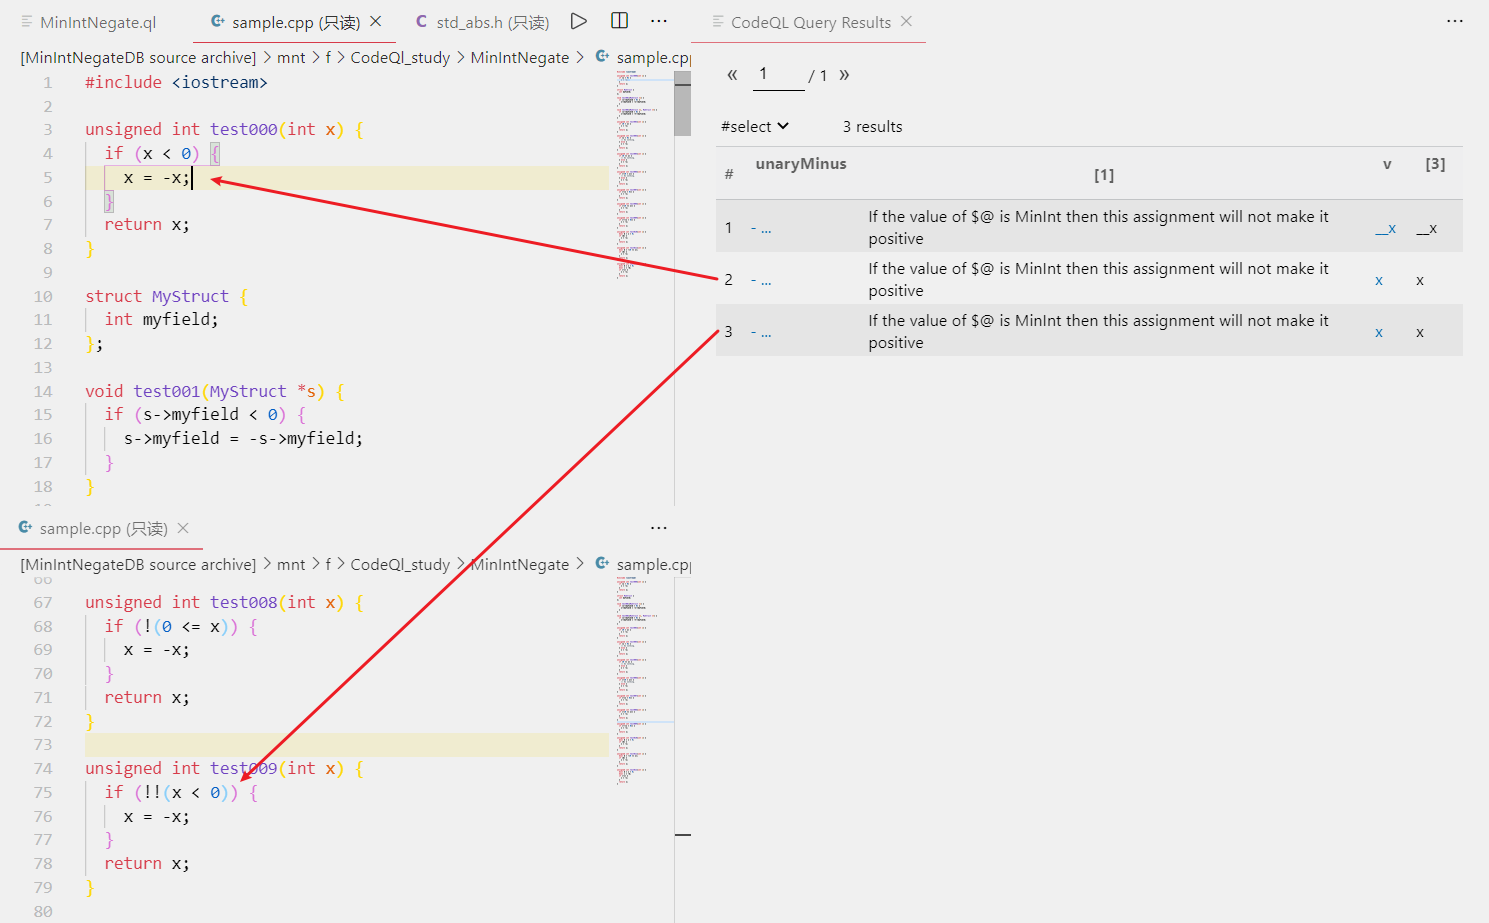 MinIntNegate.ql
sample.cpp (只读)
std_abs.h (只读)
[MinIntNegateDB source archive] > mnt > f > CodeQl_study > MinIntNegate > sample.cpp
1 #include <iostream>
2
3 unsigned int test000(int x) {
4 if (x < 0) {
5 x = -x;
6 }
7 return x;
8 }
9
10 struct MyStruct {
11 int myfield;
12 };
13
14 void test001(MyStruct *s) {
15 if (s->myfield < 0) {
16 s->myfield = -s->myfield;
17 }
18 }
sample.cpp (只读)
[MinIntNegateDB source archive] > mnt > f > CodeQl_study > MinIntNegate > sample.cpp
66
67 unsigned int test008(int x) {
68 if (!(0 <= x)) {
69 x = -x;
70 }
71 return x;
72 }
73
74 unsigned int test009(int x) {
75 if (!!(x < 0)) {
76 x = -x;
77 }
78 return x;
79 }
80
CodeQL Query Results
« 1 / 1 »
#select 3 results
# unaryMinus [1] v [3]
1 - ... If the value of $@ is MinInt then this assignment will not make it positive __x __x
2 - ... If the value of $@ is MinInt then this assignment will not make it positive x x
3 - ... If the value of $@ is MinInt then this assignment will not make it positive x x